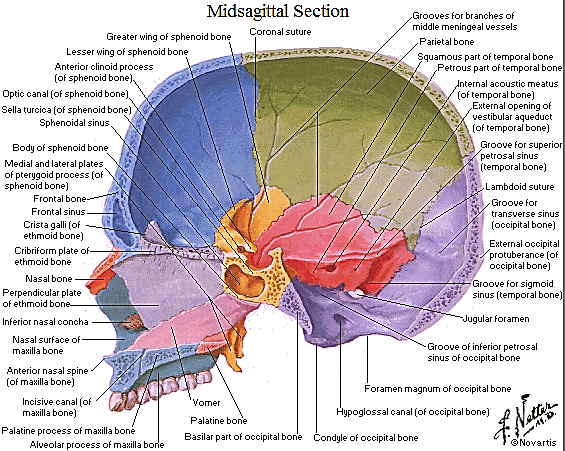 Midsagittal Section
Greater wing of sphenoid bone
Lesser wing of sphenoid bone
Anterior clinoid process
(of sphenoid bone)
Optic canal (of sphenoid bone)
Sella turcica (of sphenoid bone)
Sphenoidal sinus
Body of sphenoid bone
Medial and lateral plates
of pterygoid process (of
sphenoid bone)
Frontal bone
Frontal sinus
Crista galli (of
ethmoid bone)
Cribriform plate of
ethmoid bone
Nasal bone
Perpendicular plate
of ethmoid bone
Inferior nasal concha
Nasal surface of
maxilla bone
Anterior nasal spine
(of maxilla bone)
Incisive canal (of
maxilla bone)
Palatine process of maxilla bone
Alveolar process of maxilla bone
Coronal suture
Grooves for branches of
middle meningeal vessels
Parietal bone
Squamous part of temporal bone
Petrous part of temporal bone
Internal acoustic meatus
(of temporal bone)
External opening of
vestibular aqueduct
(of temporal bone)
Groove for superior
petrosal sinus
(temporal bone)
Lambdoid suture
Groove for
transverse sinus
(occipital bone)
External occipital
protuberance (of
occipital bone)
Groove for sigmoid
sinus (temporal bone)
Jugular foramen
Groove of inferior petrosal
sinus of occipital bone
Foramen magnum of occipital bone
Hypoglossal canal (of occipital bone)
Condyle of occipital bone
Basilar part of occipital bone
Palatine bone
Vomer
F. Netter
M.D.
©Novartis